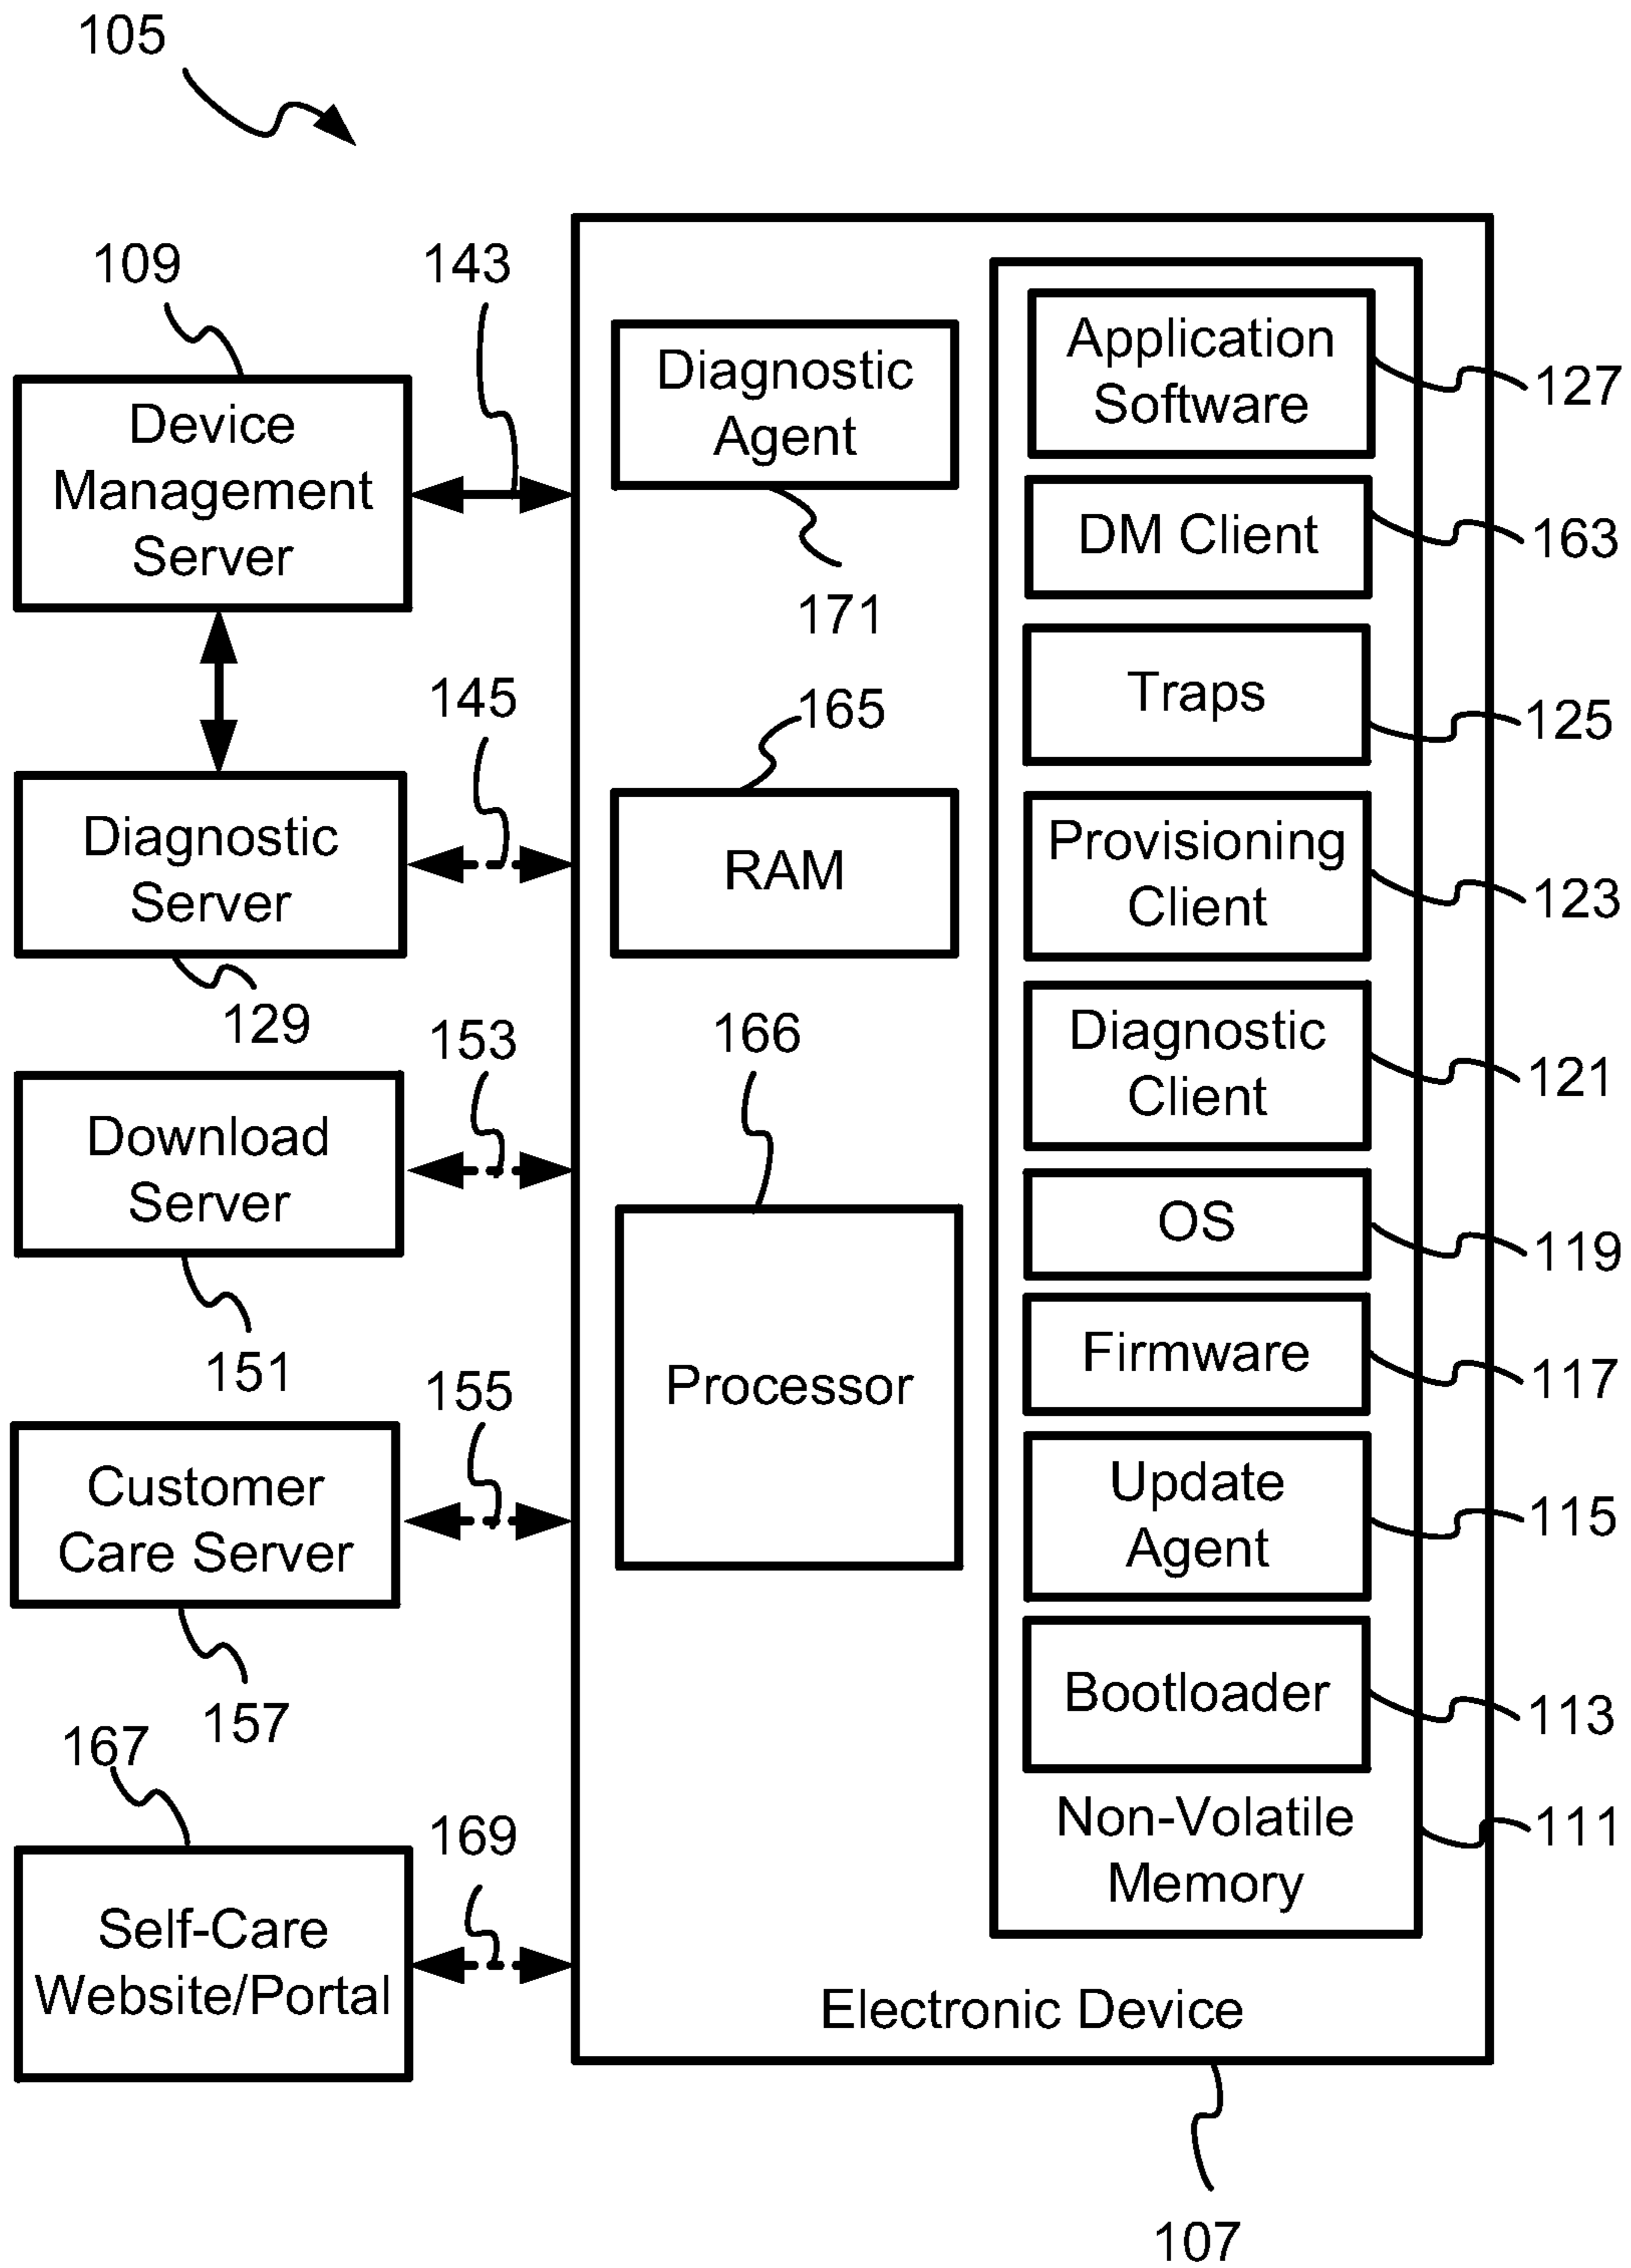 105
109
143
Device
Management
Server
145
Diagnostic
Server
129
153
Download
Server
151
155
Customer
Care Server
157
167
169
Self-Care
Website/Portal
Diagnostic
Agent
171
165
RAM
166
Processor
Application
Software
127
DM Client
163
Traps
125
Provisioning
Client
123
Diagnostic
Client
121
OS
119
Firmware
117
Update
Agent
115
Bootloader
113
Non-Volatile
Memory
111
Electronic Device
107